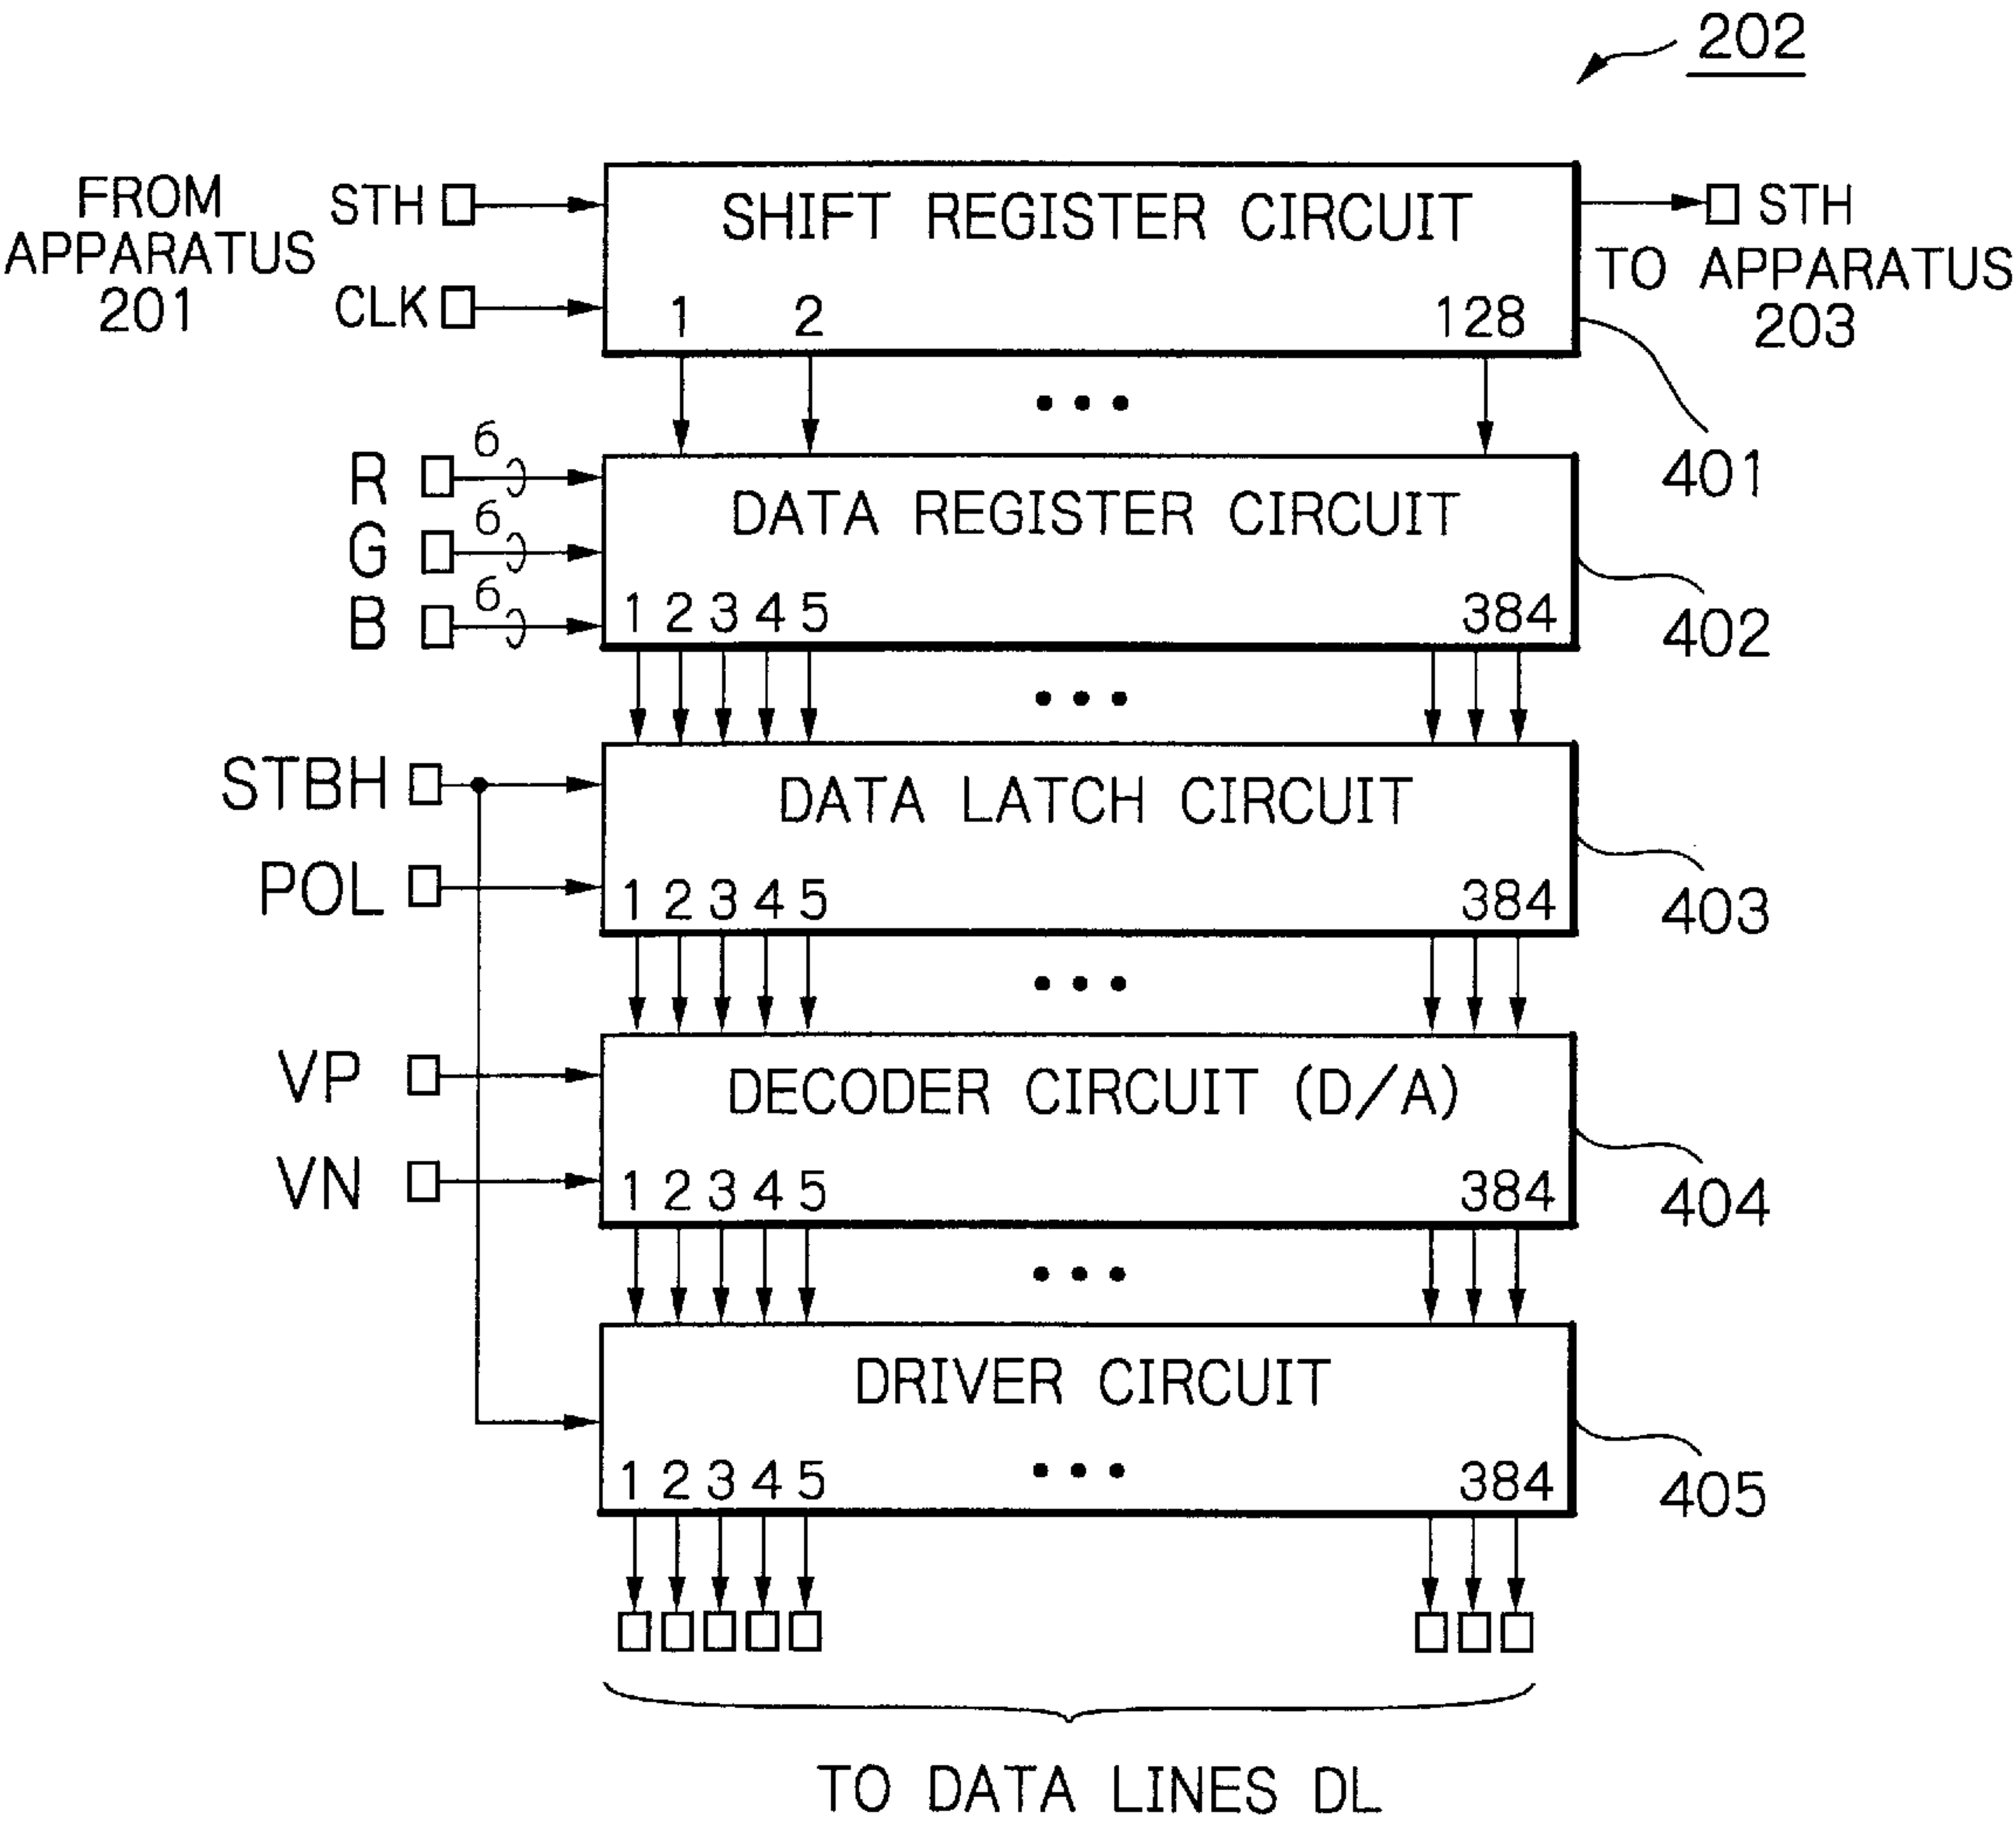 202
FROM
APPARATUS
201
STH
CLK
SHIFT REGISTER CIRCUIT
1 2 128
STH
TO APPARATUS
203
401
R 6
G 6
B 6
DATA REGISTER CIRCUIT
1 2 3 4 5 384
402
STBH
POL
DATA LATCH CIRCUIT
1 2 3 4 5 384
403
VP
VN
DECODER CIRCUIT (D/A)
1 2 3 4 5 384
404
DRIVER CIRCUIT
1 2 3 4 5 ••• 384
405
TO DATA LINES DL